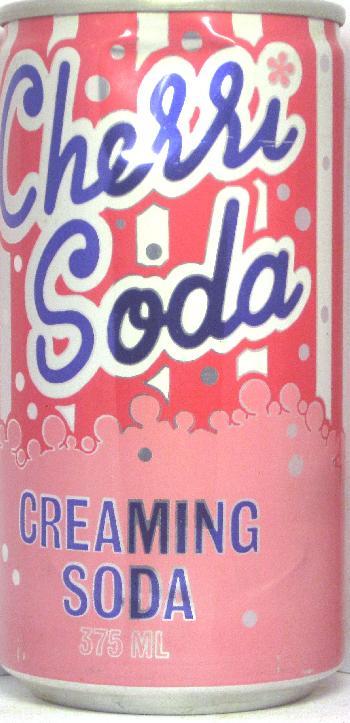 Cherri
Soda
CREAMING
SODA
375 ML